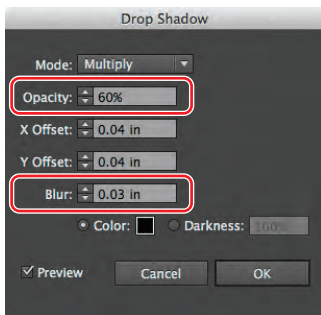 Drop Shadow
Mode: Multiply
Opacity: 60%
X Offset: 0.04 in
Y Offset: 0.04 in
Blur: 0.03 in
Color: Darkness: 100%
Preview Cancel OK